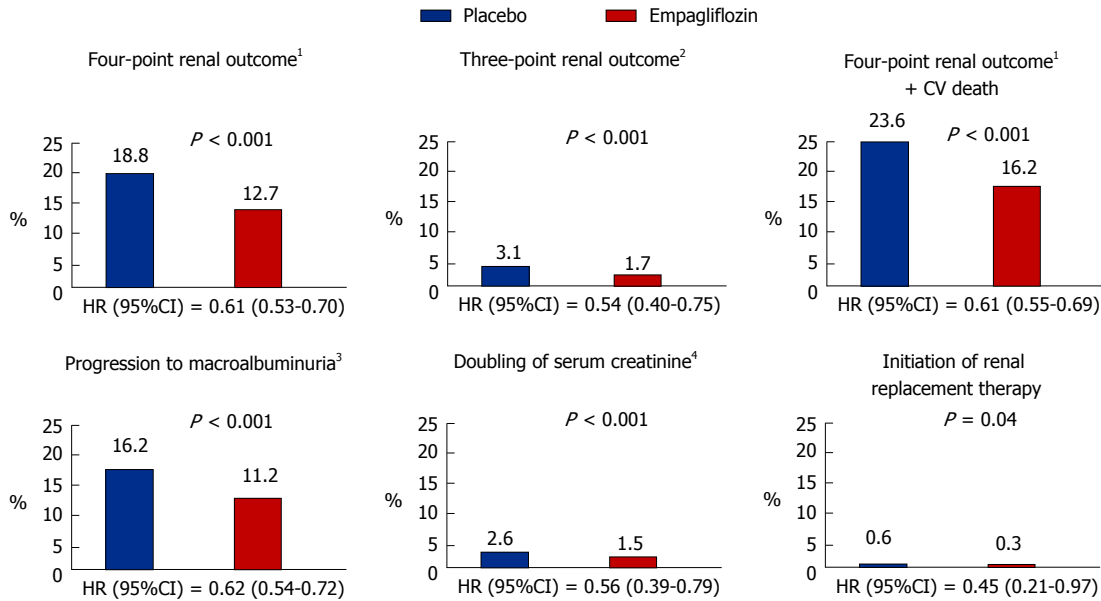 Placebo
Empagliflozin
Four-point renal outcome1
P < 0.001
25
20
15
10
5
0
%
18.8
12.7
HR (95%CI) = 0.61 (0.53-0.70)
Three-point renal outcome2
P < 0.001
25
20
15
10
5
0
3.1
1.7
HR (95%CI) = 0.54 (0.40-0.75)
Four-point renal outcome1
+ CV death
P < 0.001
25
20
15
10
5
0
%
23.6
16.2
HR (95%CI) = 0.61 (0.55-0.69)
Progression to macroalbuminuria3
P < 0.001
25
20
15
10
5
0
%
16.2
11.2
HR (95%CI) = 0.62 (0.54-0.72)
Doubling of serum creatinine4
P < 0.001
25
20
15
10
5
0
%
2.6
1.5
HR (95%CI) = 0.56 (0.39-0.79)
Initiation of renal
replacement therapy
P = 0.04
25
20
15
10
5
0
%
0.6
0.3
HR (95%CI) = 0.45 (0.21-0.97)